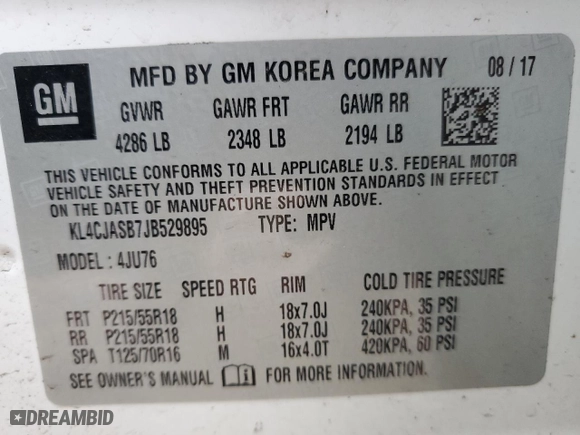 GM
MFD BY GM KOREA COMPANY 08 / 17
GVWR GAWR FRT GAWR RR
4286 LB 2348 LB 2194 LB
THIS VEHICLE CONFORMS TO ALL APPLICABLE U.S. FEDERAL MOTOR
VEHICLE SAFETY AND THEFT PREVENTION STANDARDS IN EFFECT
ON THE DATE OF MANUFACTURE SHOWN ABOVE.
KL4CJASB7JB529895 TYPE: MPV
MODEL : 4JU76
TIRE SIZE SPEED RTG RIM COLD TIRE PRESSURE
FRT P215/55R18 H 18x7.0J 240KPA, 35 PSI
RR P215/55R18 H 18x7.0J 240KPA, 35 PSI
SPA T125/70R16 M 16x4.0T 420KPA, 60 PSI
SEE OWNER'S MANUAL FOR MORE INFORMATION.
DREAMBID